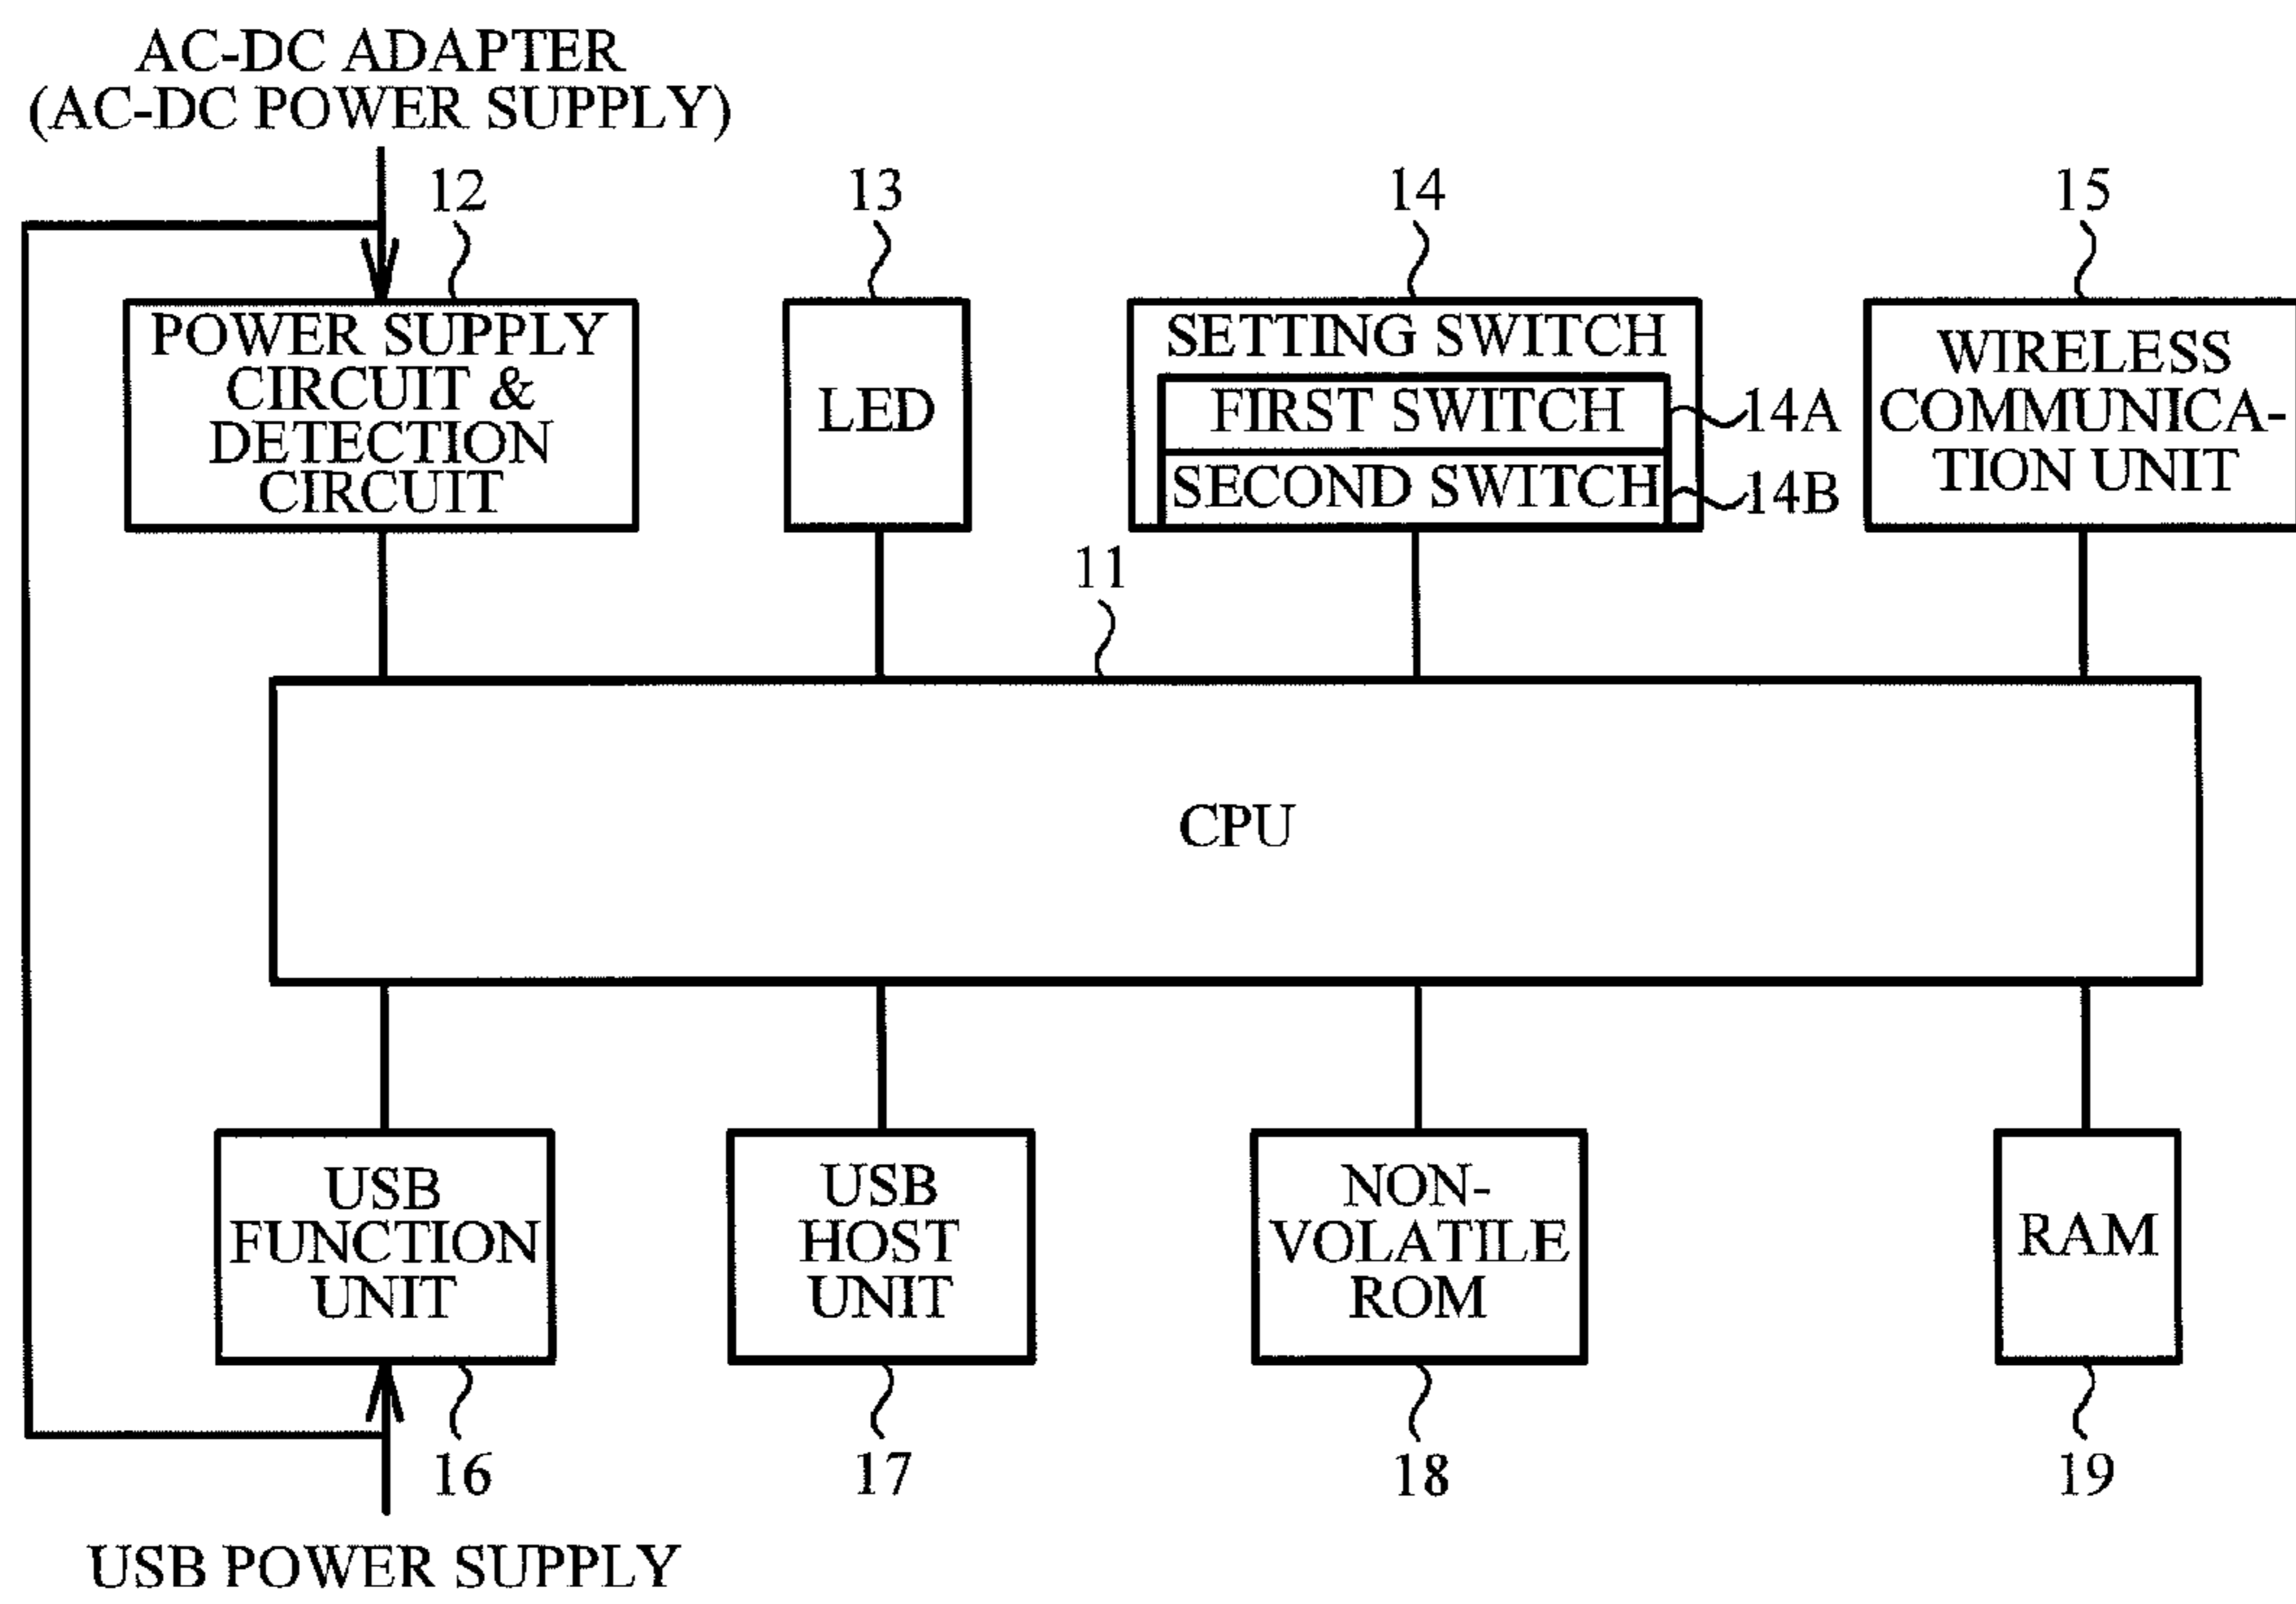 AC-DC ADAPTER
(AC-DC POWER SUPPLY)
12
13
14
15
POWER SUPPLY
CIRCUIT &
DETECTION
CIRCUIT
LED
SETTING SWITCH
FIRST SWITCH
14A
SECOND SWITCH
14B
WIRELESS
COMMUNICA-
TION UNIT
11
CPU
USB
FUNCTION
UNIT
USB
HOST
UNIT
NON-
VOLATILE
ROM
RAM
16
17
18
19
USB POWER SUPPLY